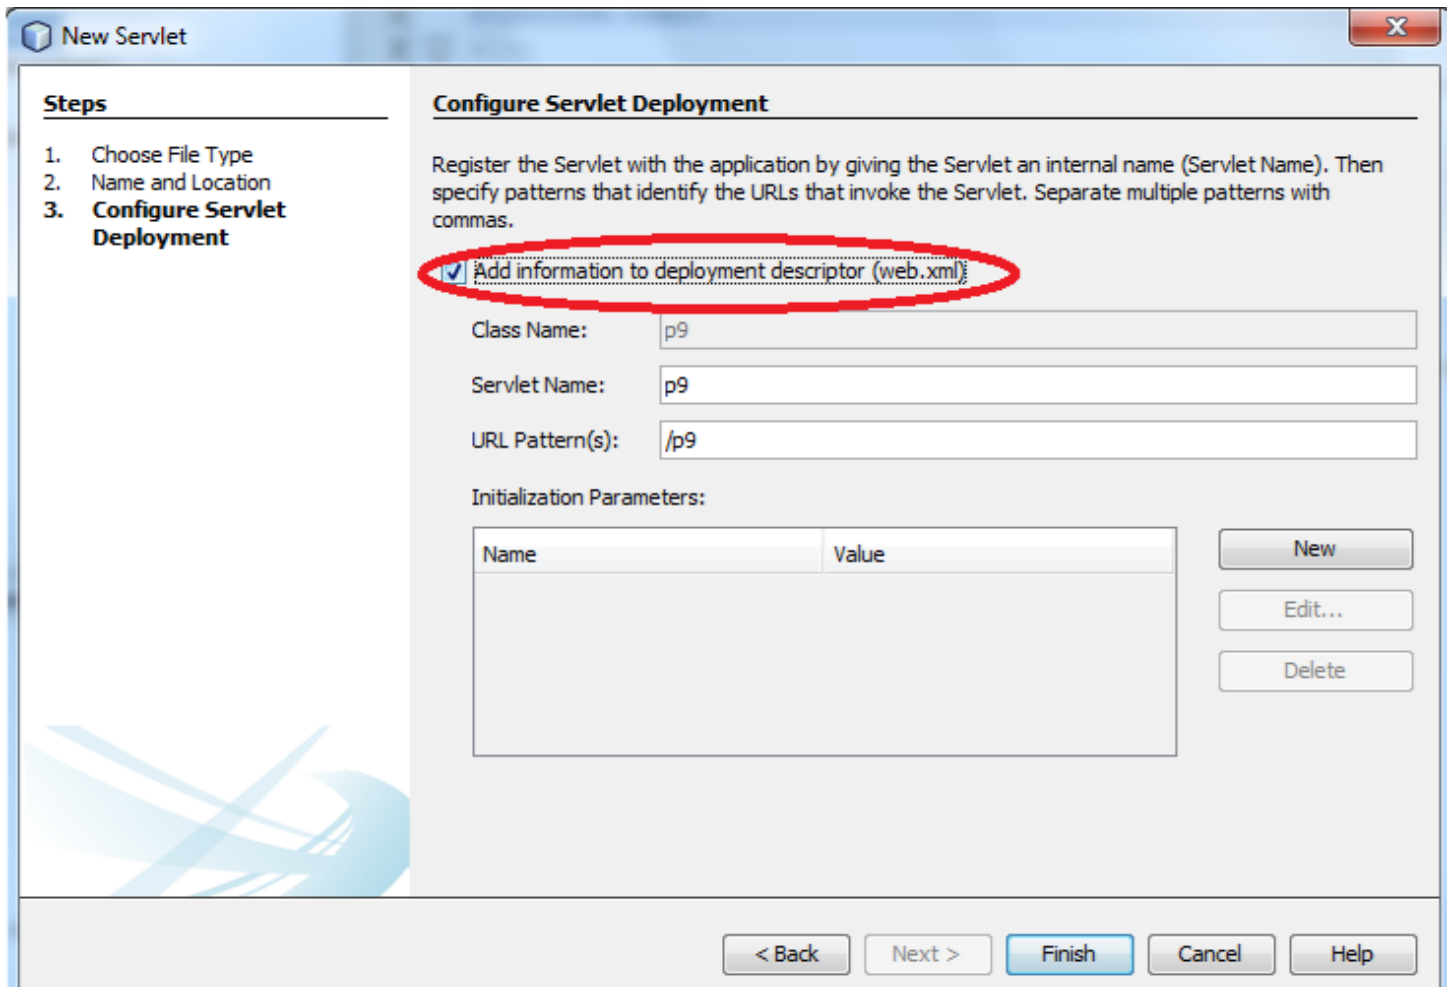 New Servlet
Steps
1. Choose File Type
2. Name and Location
3. Configure Servlet
Deployment
Configure Servlet Deployment
Register the Servlet with the application by giving the Servlet an internal name (Servlet Name). Then
specify patterns that identify the URLs that invoke the Servlet. Separate multiple patterns with
commas.
Add information to deployment descriptor (web.xml)
Class Name: p9
Servlet Name: p9
URL Pattern(s): /p9
Initialization Parameters:
Name Value
New
Edit...
Delete
< Back Next > Finish Cancel Help